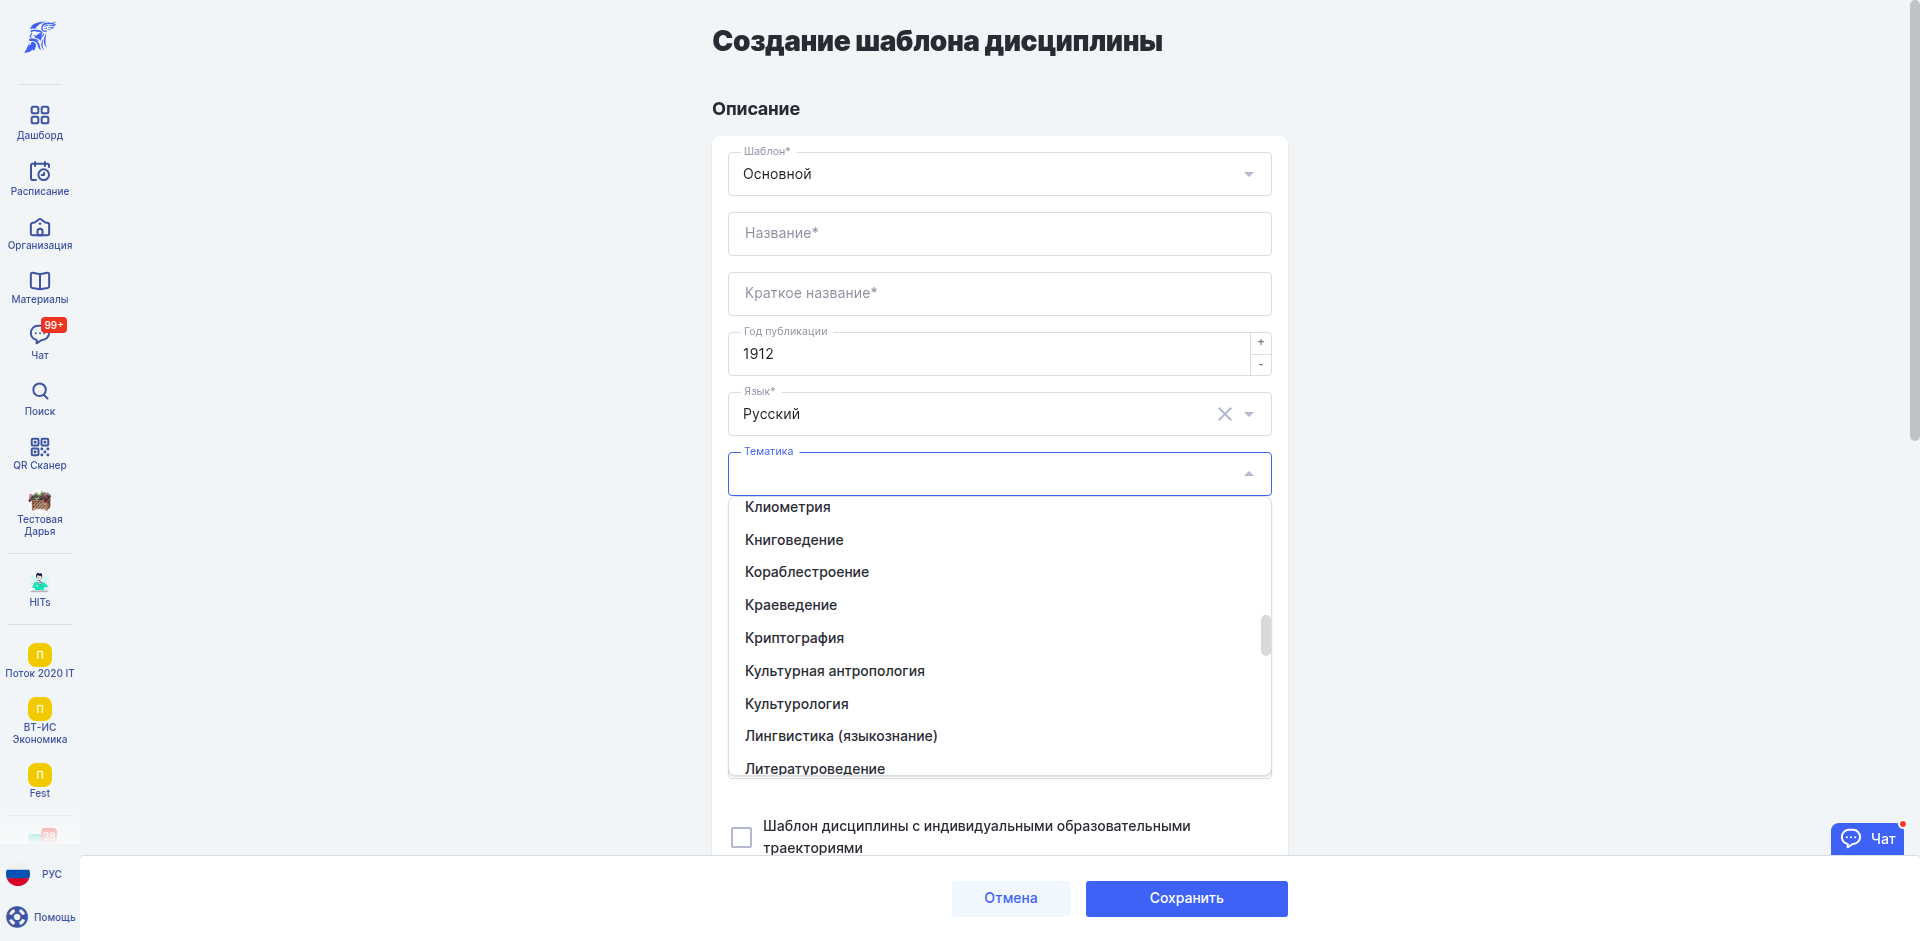 Создание шаблона дисциплины
Описание
Шаблон*
Основной
Название*
Краткое название*
Год публикации
1912
+
-
Язык*
Русский
Тематика
Клиометрия
Книговедение
Кораблестроение
Краеведение
Криптография
Культурная антропология
Культурология
Лингвистика (языкознание)
Литературоведение
Шаблон дисциплины с индивидуальными образовательными
траекториями
Отмена
Сохранить
Чат
Дашборд
Расписание
Организация
Материалы
99+
Чат
Поиск
QR Сканер
Тестовая
Дарья
HITs
П
Поток 2020 IT
П
ВТ-ИС
Экономика
П
Fest
28
РУС
Помощь